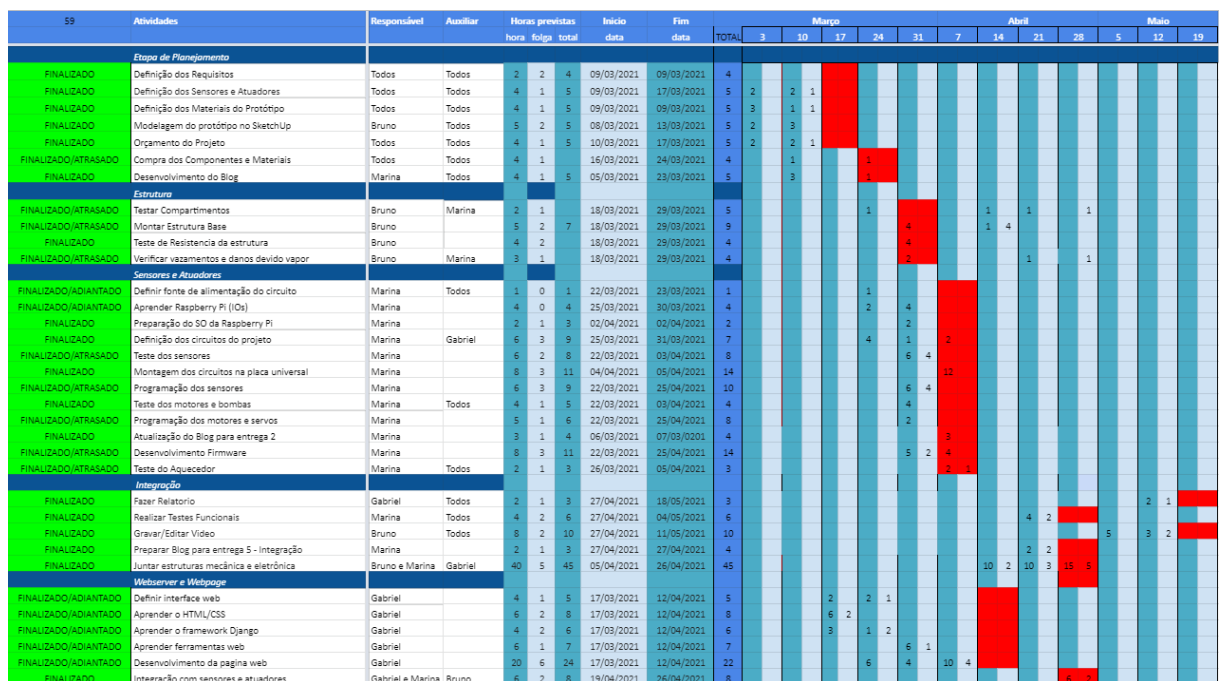 59 Atividades Responsável Auxiliar Horas previstas Inicio Fim Março Abril Maio
hora folga total data data TOTAL 3 10 17 24 31 7 14 21 28 5 12 19
Etapa de Planejamento
FINALIZADO Definição dos Requisitos Todos Todos 2 2 4 09/03/2021 09/03/2021 4
FINALIZADO Definição dos Sensores e Atuadores Todos Todos 4 1 5 09/03/2021 17/03/2021 5 2 2 1
FINALIZADO Definição dos Materiais do Protótipo Todos Todos 4 1 5 09/03/2021 09/03/2021 5 3 1 1
FINALIZADO Modelagem do protótipo no SketchUp Bruno Todos 5 2 5 08/03/2021 13/03/2021 5 2 3
FINALIZADO Orçamento do Projeto Todos Todos 4 1 5 10/03/2021 17/03/2021 5 2 2 1
FINALIZADO/ATRASADO Compra dos Componentes e Materiais Todos Todos 4 1 16/03/2021 24/03/2021 4 1 1
FINALIZADO Desenvolvimento do Blog Marina Todos 4 1 5 05/03/2021 23/03/2021 5 3 1
Estrutura
FINALIZADO/ATRASADO Testar Compartimentos Bruno Marina 2 1 18/03/2021 29/03/2021 5 1 1 1 1
FINALIZADO/ATRASADO Montar Estrutura Base Bruno 5 2 7 18/03/2021 29/03/2021 9 4 1 4
FINALIZADO Teste de Resistencia da estrutura Bruno 4 2 18/03/2021 29/03/2021 4 4
FINALIZADO/ATRASADO Verificar vazamentos e danos devido vapor Bruno Marina 3 1 18/03/2021 29/03/2021 4 2 1 1
Sensores e Atuadores
FINALIZADO/ADIANTADO Definir fonte de alimentação do circuito Marina Todos 1 0 1 22/03/2021 23/03/2021 1 1
FINALIZADO/ADIANTADO Aprender Raspberry Pi (IOs) Marina 4 0 4 25/03/2021 30/03/2021 4 2 4
FINALIZADO Preparação do SO da Raspberry Pi Marina 2 1 3 02/04/2021 02/04/2021 2 2
FINALIZADO Definição dos circuitos do projeto Marina Gabriel 6 3 9 25/03/2021 31/03/2021 7 4 1 2
FINALIZADO/ATRASADO Teste dos sensores Marina 6 2 8 22/03/2021 03/04/2021 8 6 4
FINALIZADO Montagem dos circuitos na placa universal Marina 8 3 11 04/04/2021 05/04/2021 14 12
FINALIZADO/ATRASADO Programação dos sensores Marina 6 3 9 22/03/2021 25/04/2021 10 6 4
FINALIZADO Teste dos motores e bombas Marina Todos 4 1 5 22/03/2021 03/04/2021 4 4
FINALIZADO/ATRASADO Programação dos motores e servos Marina 5 1 6 22/03/2021 25/04/2021 8 2
FINALIZADO Atualização do Blog para entrega 2 Marina 3 1 4 06/03/2021 07/03/0201 4 3
FINALIZADO/ATRASADO Desenvolvimento Firmware Marina 8 3 11 22/03/2021 25/04/2021 14 5 2 4
FINALIZADO/ATRASADO Teste do Aquecedor Marina Todos 2 1 3 26/03/2021 05/04/2021 3 2 1
Integração
FINALIZADO Fazer Relatorio Gabriel Todos 2 1 3 27/04/2021 18/05/2021 3 2 1
FINALIZADO Realizar Testes Funcionais Marina Todos 4 2 6 27/04/2021 04/05/2021 6 4 2
FINALIZADO Gravar/Editar Video Bruno Todos 8 2 10 27/04/2021 11/05/2021 10 5 3 2
FINALIZADO Preparar Blog para entrega 5 - Integração Marina 2 1 3 27/04/2021 27/04/2021 4 2 2
FINALIZADO Juntar estruturas mecânica e eletrônica Bruno e Marina Gabriel 40 5 45 05/04/2021 26/04/2021 45 10 2 10 3 15 5
Webserver e Webpage
FINALIZADO/ADIANTADO Definir interface web Gabriel 4 1 5 17/03/2021 12/04/2021 5 2 2 1
FINALIZADO/ADIANTADO Aprender o HTML/CSS Gabriel 6 2 8 17/03/2021 12/04/2021 8 6 2
FINALIZADO/ADIANTADO Aprender o framework Django Gabriel 4 2 6 17/03/2021 12/04/2021 6 3 1 2
FINALIZADO/ADIANTADO Aprender ferramentas web Gabriel 6 1 7 17/03/2021 12/04/2021 7 6 1
FINALIZADO/ADIANTADO Desenvolvimento da pagina web Gabriel 20 6 24 17/03/2021 12/04/2021 22 6 4 10 4
FINALIZADO Integração com sensores e atuadores Gabriel e Marina Bruno 6 2 8 19/04/2021 26/04/2021 8 6 2